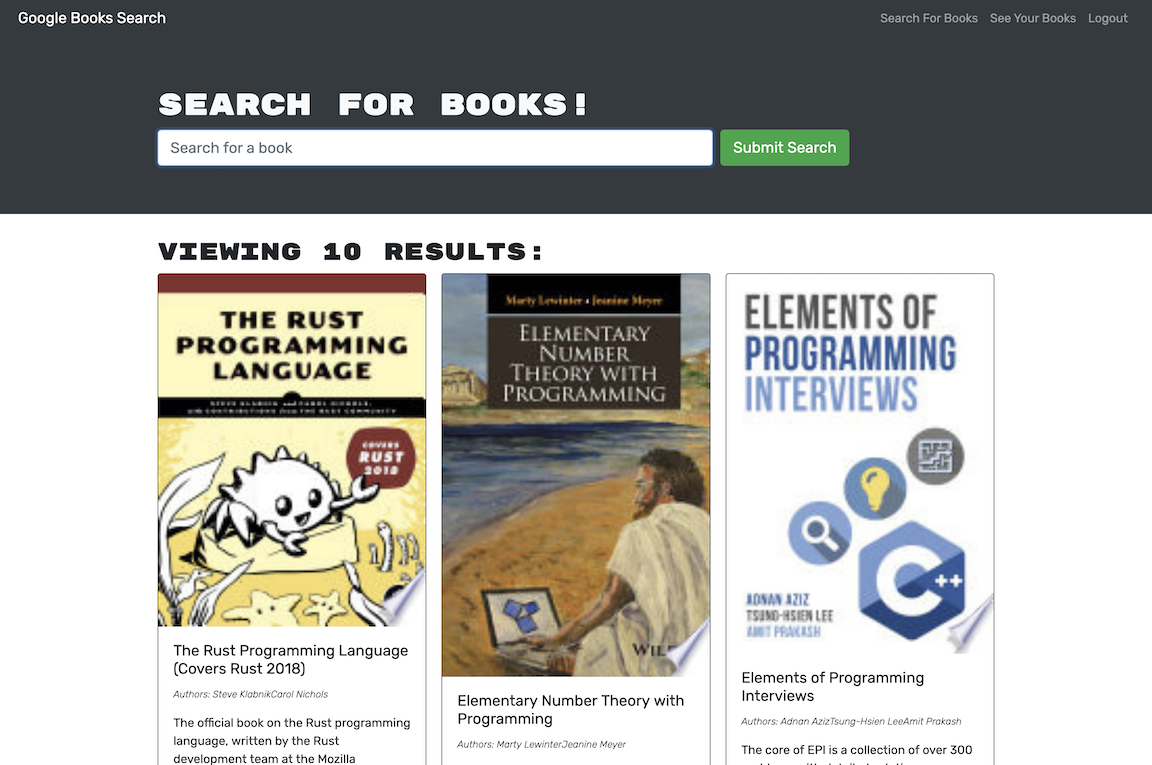 Google Books Search
Search For Books
See Your Books
Logout
SEARCH FOR BOOKS!
Search for a book
Submit Search
VIEWING 10 RESULTS:
THE RUST
PROGRAMMING
LANGUAGE
STEVE KLABNIK and CAROL NICHOLS,
with CONTRIBUTIONS from THE RUST COMMUNITY
COVERS
RUST
2018
The Rust Programming Language
(Covers Rust 2018)
Authors: Steve KlabnikCarol Nichols
The official book on the Rust programming
language, written by the Rust
development team at the Mozilla
Marty Lewinter • Jeanine Meyer
ELEMENTARY
NUMBER
THEORY WITH
PROGRAMMING
Elementary Number Theory with
Programming
Authors: Marty LewinterJeanine Meyer
ELEMENTS OF
PROGRAMMING
INTERVIEWS
C++
ADNAN AZIZ
TSUNG-HSIEN LEE
AMIT PRAKASH
Elements of Programming
Interviews
Authors: Adnan AzizTsung-Hsien LeeAmit Prakash
The core of EPI is a collection of over 300